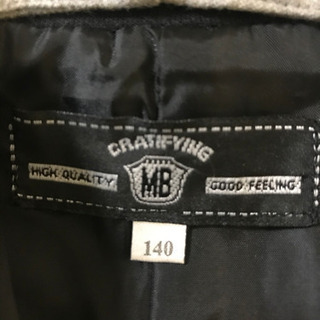 GRATIFYING
HIGH QUALITY MB GOOD FEELING
140